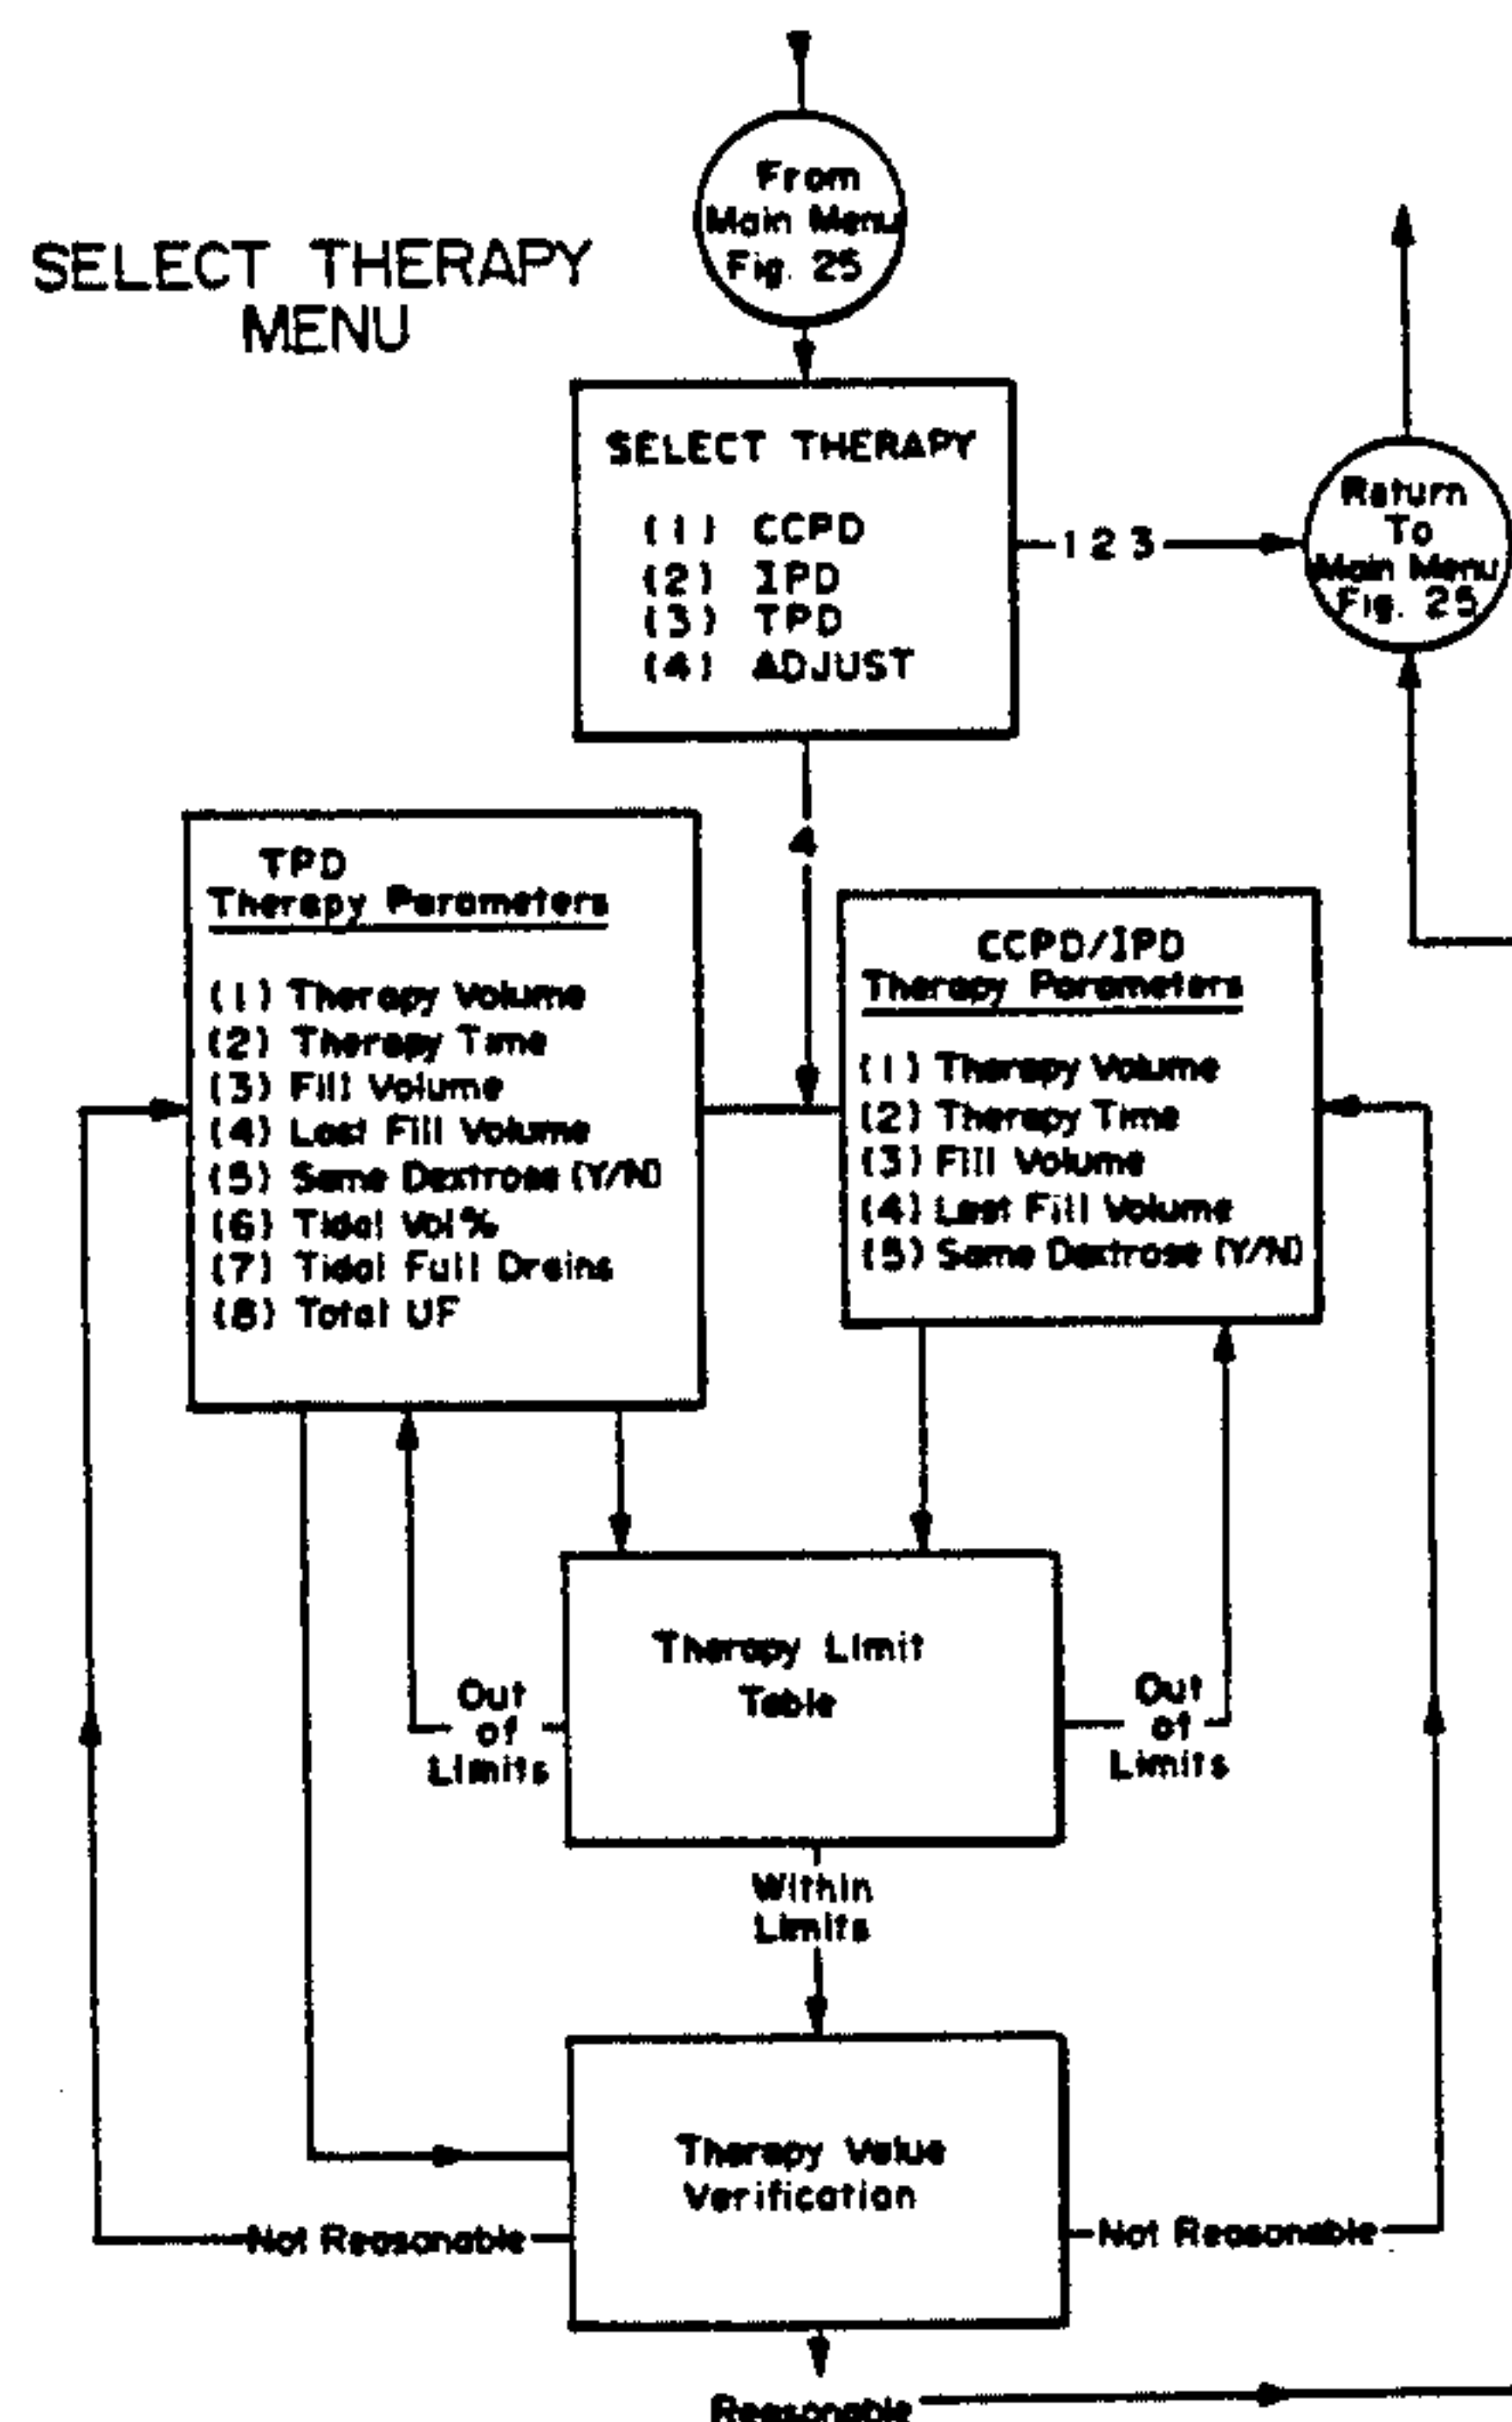 From
Main Menu
Fig. 25
SELECT THERAPY
MENU
SELECT THERAPY
(1) CCPD
(2) IPD
(3) TPD
(4) ADJUST
1 2 3
Return
To
Main Menu
Fig. 25
4
TPD
Therapy Parameters
(1) Therapy Volume
(2) Therapy Time
(3) Fill Volume
(4) Last Fill Volume
(5) Same Dextrose (Y/N)
(6) Tidal Vol %
(7) Tidal Full Drains
(8) Total UF
CCPD/IPD
Therapy Parameters
(1) Therapy Volume
(2) Therapy Time
(3) Fill Volume
(4) Last Fill Volume
(5) Same Dextrose (Y/N)
Therapy Limit
Table
Out
of
Limits
Out
of
Limits
Within
Limits
Therapy Value
Verification
Not Reasonable
Not Reasonable
Reasonable